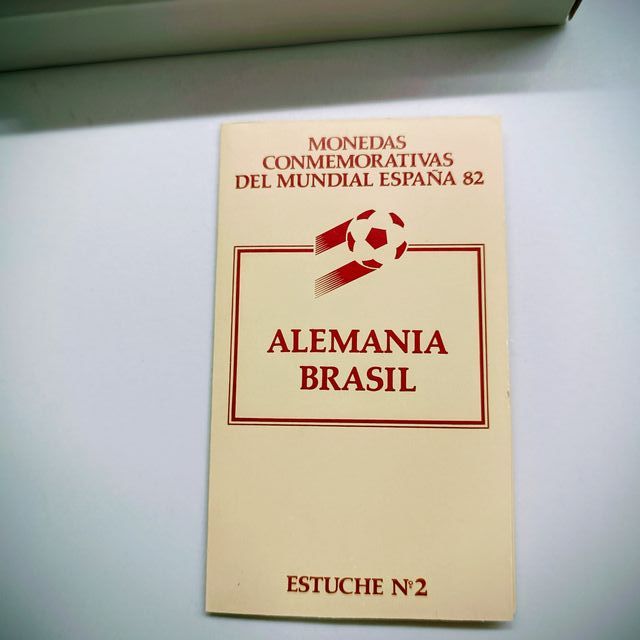 MONEDAS
CONMEMORATIVAS
DEL MUNDIAL ESPAÑA 82
ALEMANIA
BRASIL
ESTUCHE Nº2